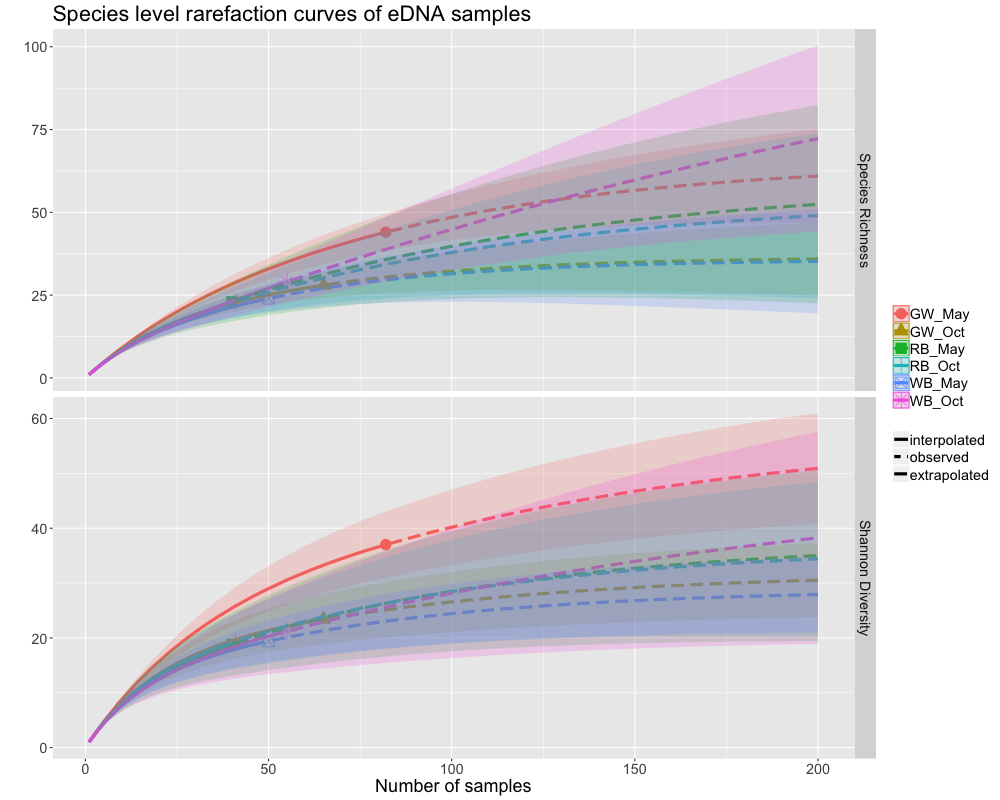 Species level rarefaction curves of eDNA samples
100
75
50
25
0
Species Richness
60
40
20
0
Shannon Diversity
0 50 100 150 200
Number of samples
GW_May
GW_Oct
RB_May
RB_Oct
WB_May
WB_Oct
interpolated
observed
extrapolated